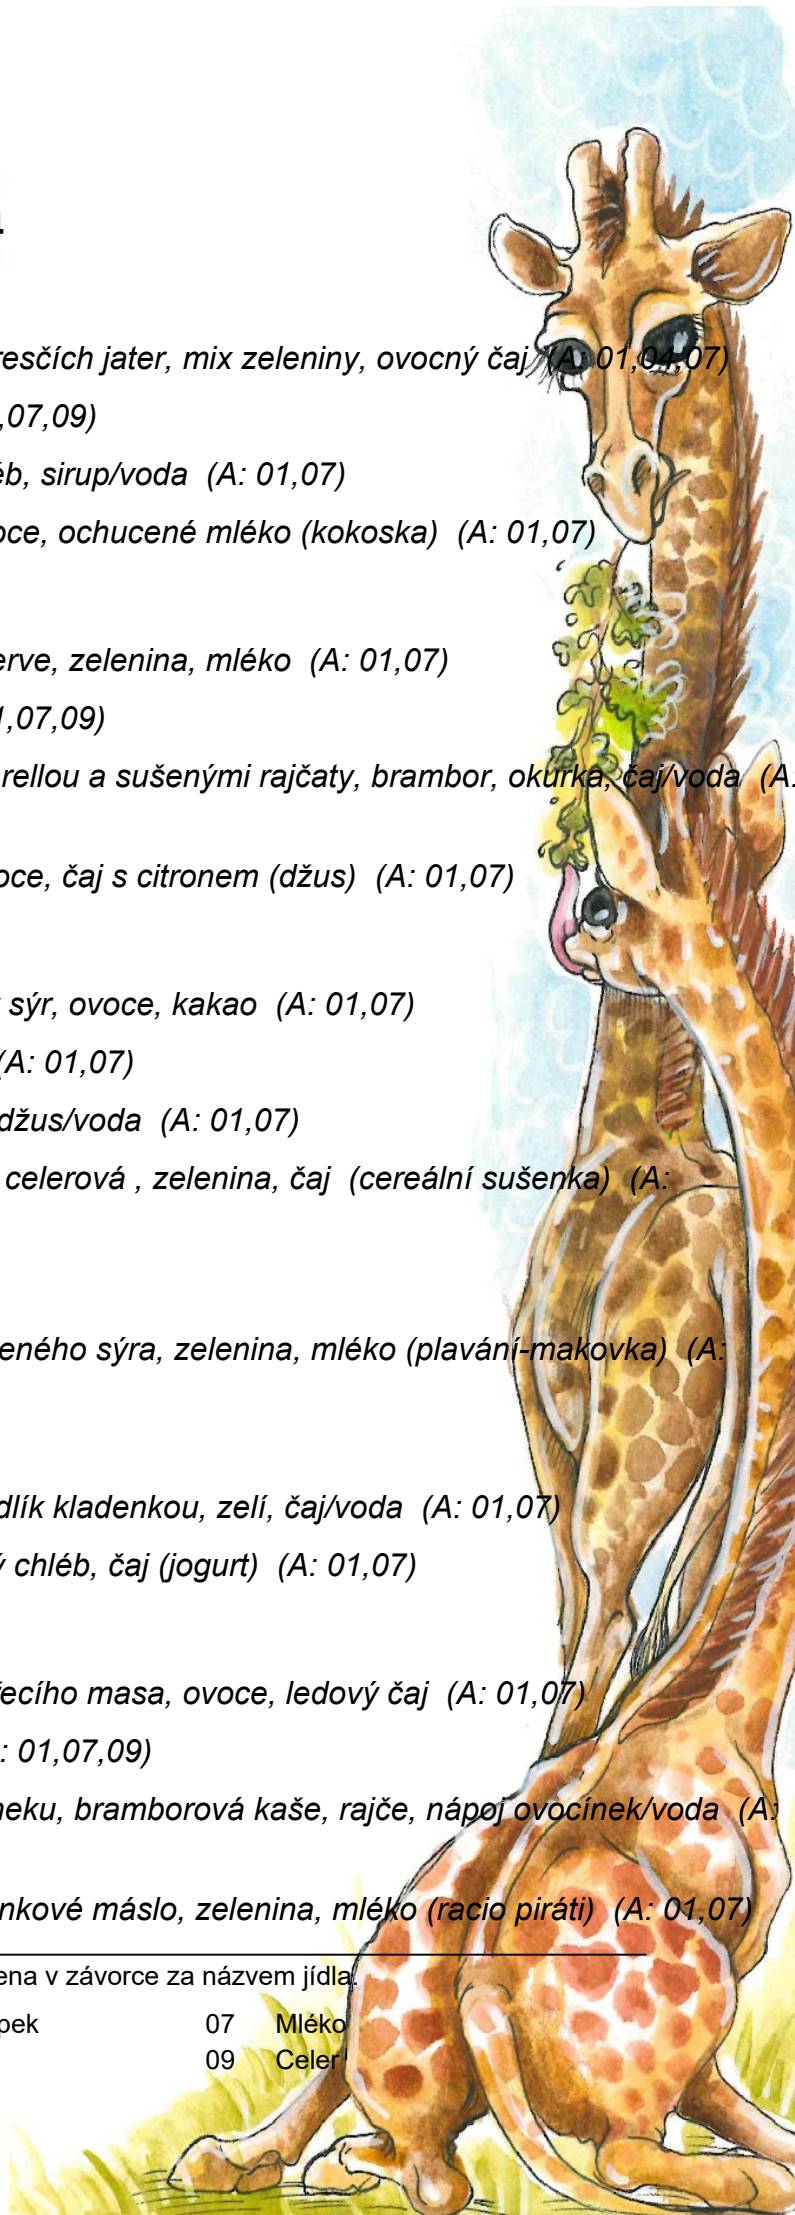 resčích jater, mix zeleniny, ovocný čaj (A: 01,04,07)
,07,09)
éb, sirup/voda (A: 01,07)
oce, ochucené mléko (kokoska) (A: 01,07)
erve, zelenina, mléko (A: 01,07)
1,07,09)
rellou a sušenými rajčaty, brambor, okurka, čaj/voda (A:
oce, čaj s citronem (džus) (A: 01,07)
sýr, ovoce, kakao (A: 01,07)
(A: 01,07)
džus/voda (A: 01,07)
celerová , zelenina, čaj (cereální sušenka) (A:
eného sýra, zelenina, mléko (plavání-makovka) (A:
dlík kladenkou, zelí, čaj/voda (A: 01,07)
ý chléb, čaj (jogurt) (A: 01,07)
řecího masa, ovoce, ledový čaj (A: 01,07)
: 01,07,09)
neku, bramborová kaše, rajče, nápoj ovocínek/voda (A:
nkové máslo, zelenina, mléko (racio piráti) (A: 01,07)
ena v závorce za názvem jídla.
pek 07 Mléko
09 Celer